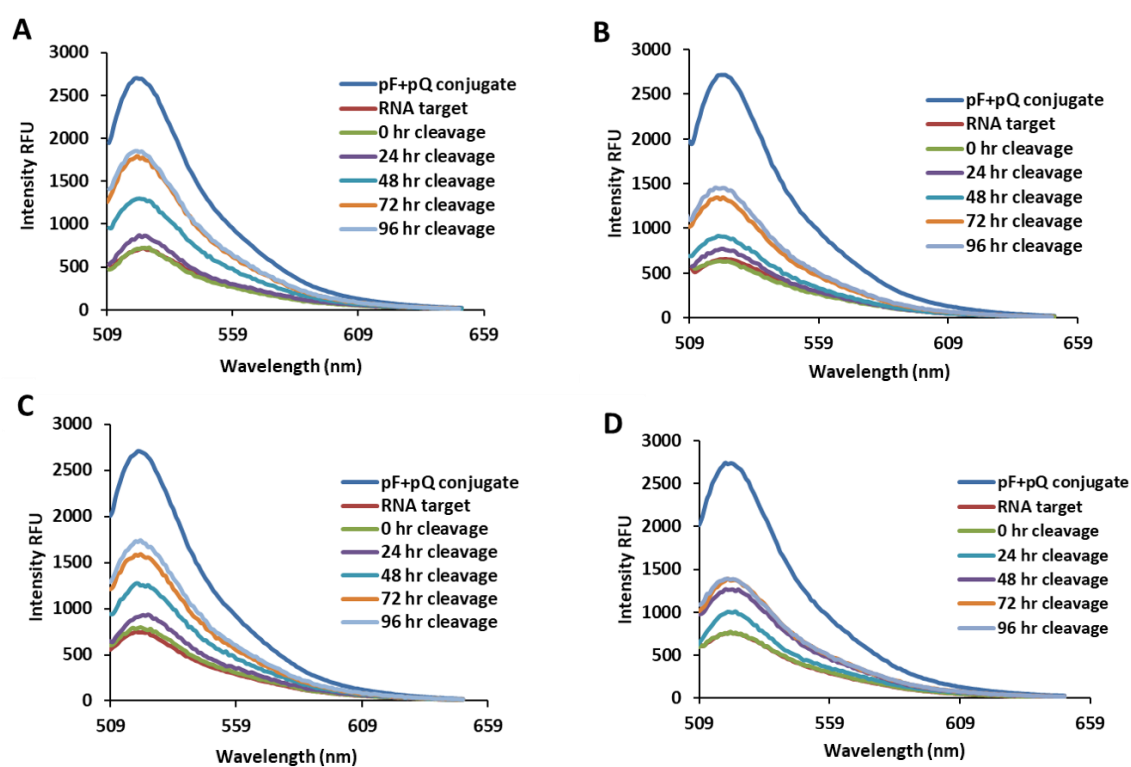 A
3000
2500
2000
1500
1000
500
0
Intensity RFU
509 559 609 659
Wavelength (nm)
pF+pQ conjugate
RNA target
0 hr cleavage
24 hr cleavage
48 hr cleavage
72 hr cleavage
96 hr cleavage
B
3000
2500
2000
1500
1000
500
0
Intensity RFU
509 559 609 659
Wavelength (nm)
pF+pQ conjugate
RNA target
0 hr cleavage
24 hr cleavage
48 hr cleavage
72 hr cleavage
96 hr cleavage
C
3000
2500
2000
1500
1000
500
0
Intensity RFU
509 559 609 659
Wavelength (nm)
pF+pQ conjugate
RNA target
0 hr cleavage
24 hr cleavage
48 hr cleavage
72 hr cleavage
96 hr cleavage
D
3000
2500
2000
1500
1000
500
0
Intensity RFU
509 559 609 659
Wavelength (nm)
pF+pQ conjugate
RNA target
0 hr cleavage
24 hr cleavage
48 hr cleavage
72 hr cleavage
96 hr cleavage